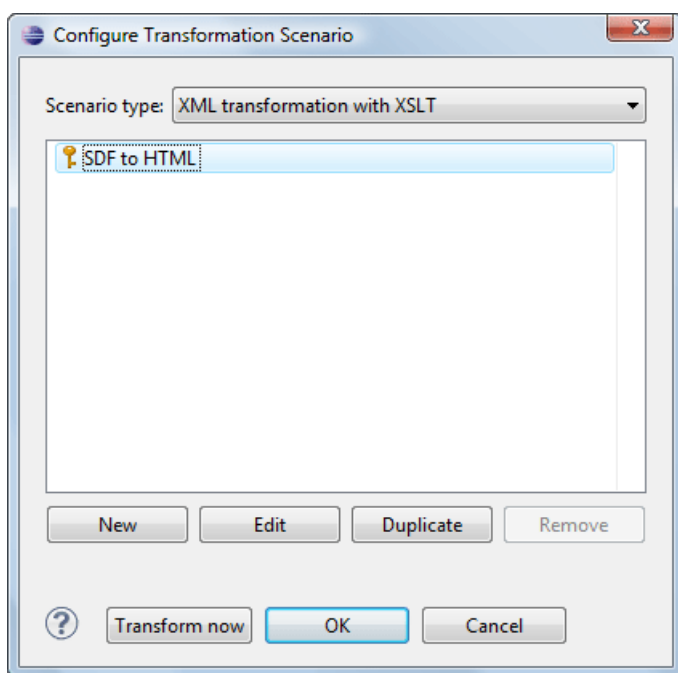 Configure Transformation Scenario
Scenario type: XML transformation with XSLT
SDF to HTML
New Edit Duplicate Remove
? Transform now OK Cancel